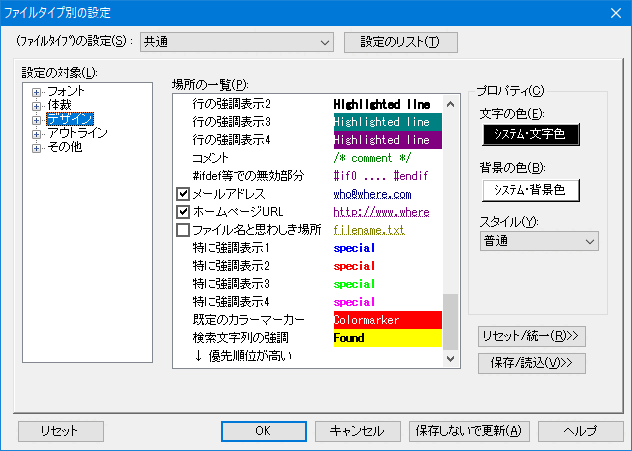 ファイルタイプ別の設定
(ファイルタイプ)の設定(S):
共通
設定のリスト(T)
設定の対象(L):
フォント
体裁
デザイン
アウトライン
その他
場所の一覧(P):
行の強調表示2 Highlighted line
行の強調表示3 Highlighted line
行の強調表示4 Highlighted line
コメント /* comment */
#ifdef等での無効部分 #if0 .... #endif
メールアドレス who@where.com
ホームページURL http://www.where
ファイル名と思わしき場所 filename.txt
特に強調表示1 special
特に強調表示2 special
特に強調表示3 special
特に強調表示4 special
既定のカラーマーカー Colormarker
検索文字列の強調 Found
↓ 優先順位が高い
プロパティ(C)
文字の色(E):
システム・文字色
背景の色(B):
システム・背景色
スタイル(Y):
普通
リセット/統一(R)>>
保存/読込(V)>>
リセット
OK
キャンセル
保存しないで更新(A)
ヘルプ